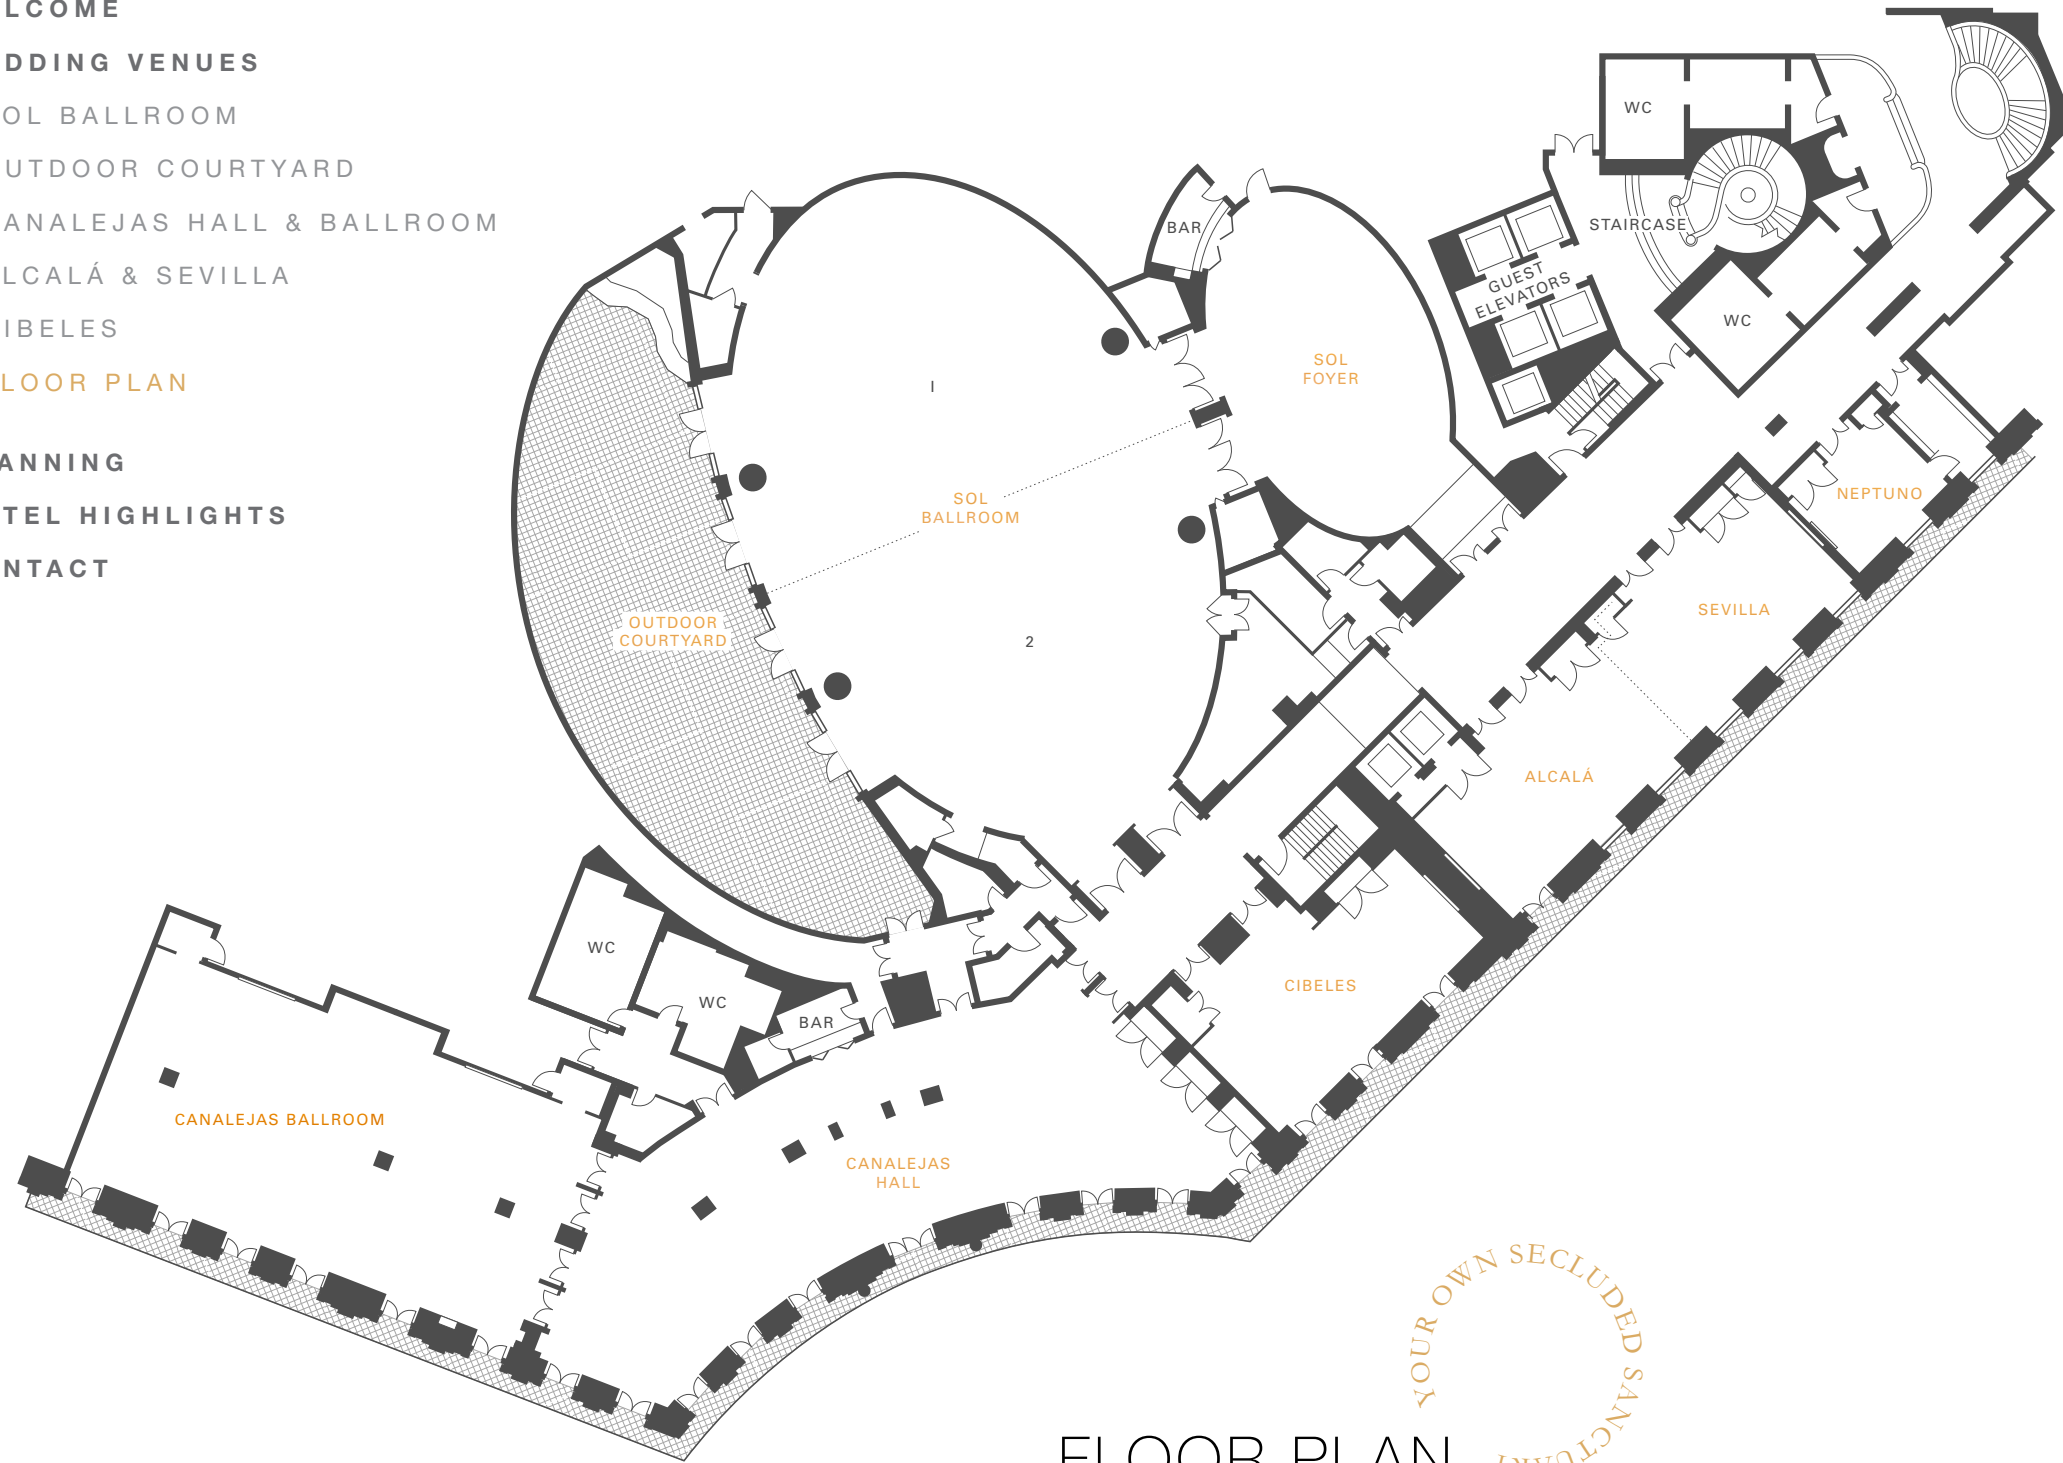 LCOME
DDING VENUES
OL BALLROOM
UTDOOR COURTYARD
ANALEJAS HALL & BALLROOM
LCALÁ & SEVILLA
IBELES
LOOR PLAN
ANNING
TEL HIGHLIGHTS
NTACT
WC
BAR
STAIRCASE
GUEST
ELEVATORS
WC
SOL
FOYER
1
SOL
BALLROOM
NEPTUNO
OUTDOOR
COURTYARD
2
SEVILLA
ALCALÁ
WC
WC
BAR
CIBELES
CANALEJAS BALLROOM
CANALEJAS
HALL
YOUR OWN SECLUDED SANCTUARY
FLOOR PLAN